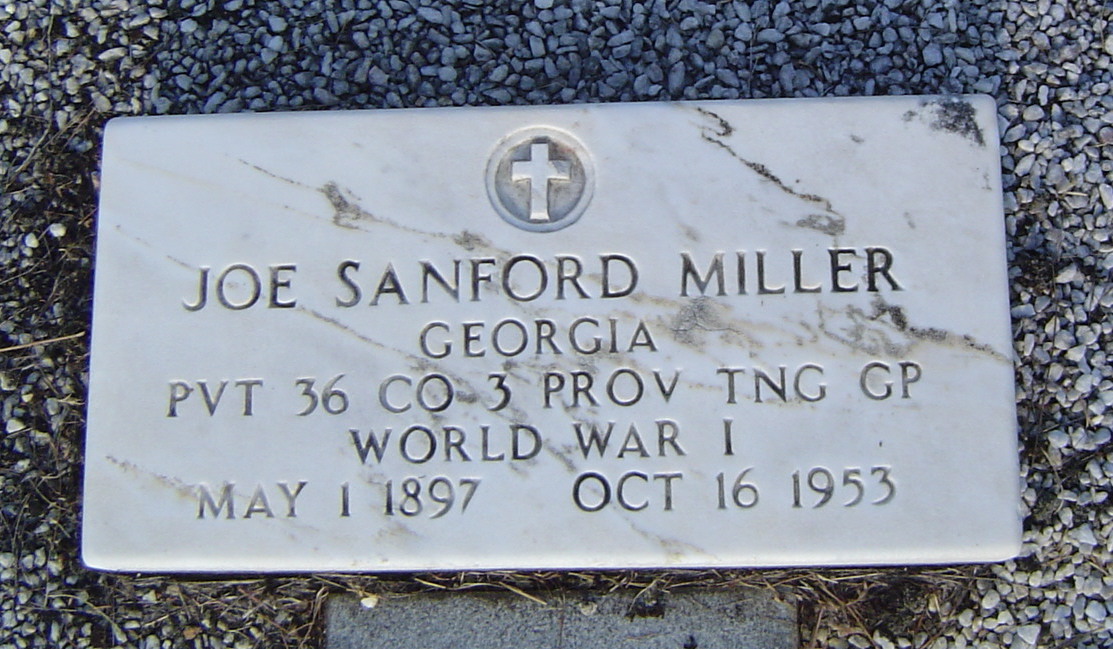 JOE SANFORD MILLER
GEORGIA
PVT 36 CO 3 PROV TNG GP
WORLD WAR I
MAY 1 1897 OCT 16 1953